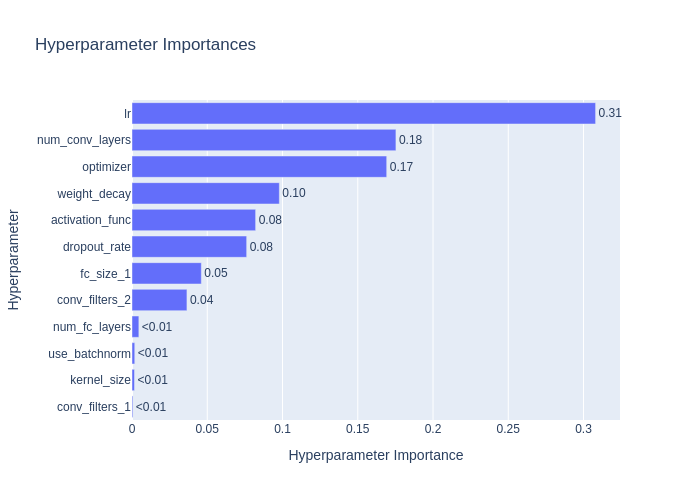 Hyperparameter Importances
lr 0.31
num_conv_layers 0.18
optimizer 0.17
weight_decay 0.10
activation_func 0.08
dropout_rate 0.08
fc_size_1 0.05
conv_filters_2 0.04
num_fc_layers <0.01
use_batchnorm <0.01
kernel_size <0.01
conv_filters_1 <0.01
0 0.05 0.1 0.15 0.2 0.25 0.3
Hyperparameter Importance
Hyperparameter